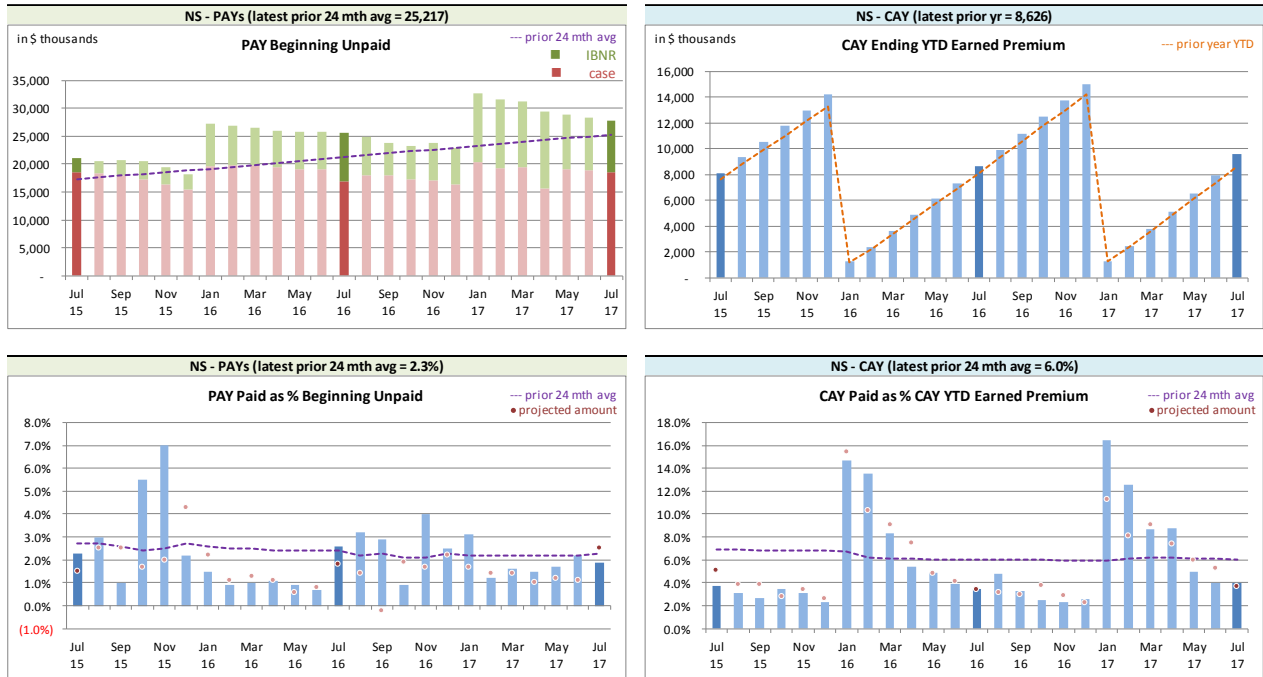 NS - PAYs (latest prior 24 mth avg = 25,217)
in $ thousands
PAY Beginning Unpaid
--- prior 24 mth avg
IBNR
case
35,000
30,000
25,000
20,000
15,000
10,000
5,000
-
Jul Sep Nov Jan Mar May Jul Sep Nov Jan Mar May Jul
15 15 15 16 16 16 16 16 16 17 17 17 17
NS - CAY (latest prior yr = 8,626)
in $ thousands
CAY Ending YTD Earned Premium
--- prior year YTD
16,000
14,000
12,000
10,000
8,000
6,000
4,000
2,000
-
Jul Sep Nov Jan Mar May Jul Sep Nov Jan Mar May Jul
15 15 15 16 16 16 16 16 16 17 17 17 17
NS - PAYs (latest prior 24 mth avg = 2.3%)
PAY Paid as % Beginning Unpaid
--- prior 24 mth avg
projected amount
8.0%
7.0%
6.0%
5.0%
4.0%
3.0%
2.0%
1.0%
0.0%
(1.0%)
Jul Sep Nov Jan Mar May Jul Sep Nov Jan Mar May Jul
15 15 15 16 16 16 16 16 16 17 17 17 17
NS - CAY (latest prior 24 mth avg = 6.0%)
CAY Paid as % CAY YTD Earned Premium
--- prior 24 mth avg
projected amount
18.0%
16.0%
14.0%
12.0%
10.0%
8.0%
6.0%
4.0%
2.0%
0.0%
Jul Sep Nov Jan Mar May Jul Sep Nov Jan Mar May Jul
15 15 15 16 16 16 16 16 16 17 17 17 17